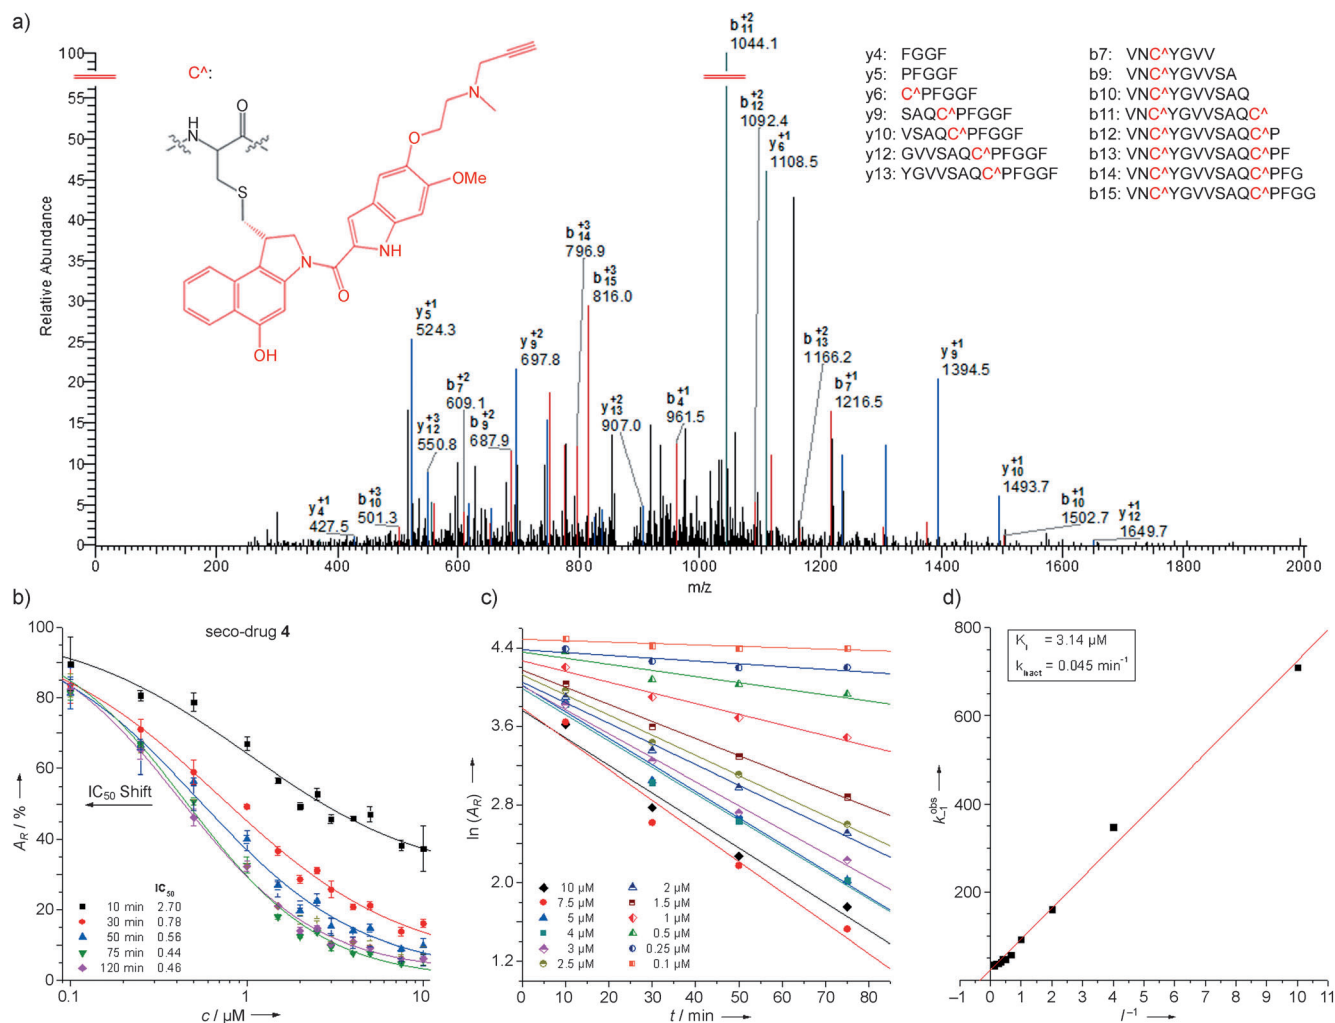 a)
C^:
H
N
O
S
N
O
OMe
NH
N
O
OH
y4: FGGF
y5: PFGGF
y6: C^PFGGF
y9: SAQC^PFGGF
y10: VSAQC^PFGGF
y12: GVVSAQC^PFGGF
y13: YGVVSAQC^PFGGF
b7: VNC^YGVV
b9: VNC^YGVVSA
b10: VNC^YGVVSAQ
b11: VNC^YGVVSAQC^
b12: VNC^YGVVSAQC^P
b13: VNC^YGVVSAQC^PF
b14: VNC^YGVVSAQC^PFG
b15: VNC^YGVVSAQC^PFGG
Relative Abundance
100
55
50
45
40
35
30
25
20
15
10
5
0
y4+1
427.5
b10+3
501.3
y5+1
524.3
y12+3
550.8
b7+2
609.1
b9+2
687.9
y9+2
697.8
b14+3
796.9
b15+3
816.0
y13+2
907.0
b4+1
961.5
b11+2
1044.1
b12+2
1092.4
y6+1
1108.5
b13+2
1166.2
b7+1
1216.5
y9+1
1394.5
y10+1
1493.7
b10+1
1502.7
y12+1
1649.7
0 200 400 600 800 1000 1200 1400 1600 1800 2000
m/z
b)
seco-drug 4
AR / %
100
80
60
40
20
0
IC50 Shift
IC50
10 min 2.70
30 min 0.78
50 min 0.56
75 min 0.44
120 min 0.46
0.1 1 10
c / µM
c)
ln (AR)
4.4
3.6
2.8
2.0
1.2
10 µM
7.5 µM
5 µM
4 µM
3 µM
2.5 µM
2 µM
1.5 µM
1 µM
0.5 µM
0.25 µM
0.1 µM
0 10 20 30 40 50 60 70 80
t / min
d)
KI = 3.14 µM
kinact = 0.045 min-1
k-1obs
800
600
400
200
0
−1 0 1 2 3 4 5 6 7 8 9 10 11
I−1